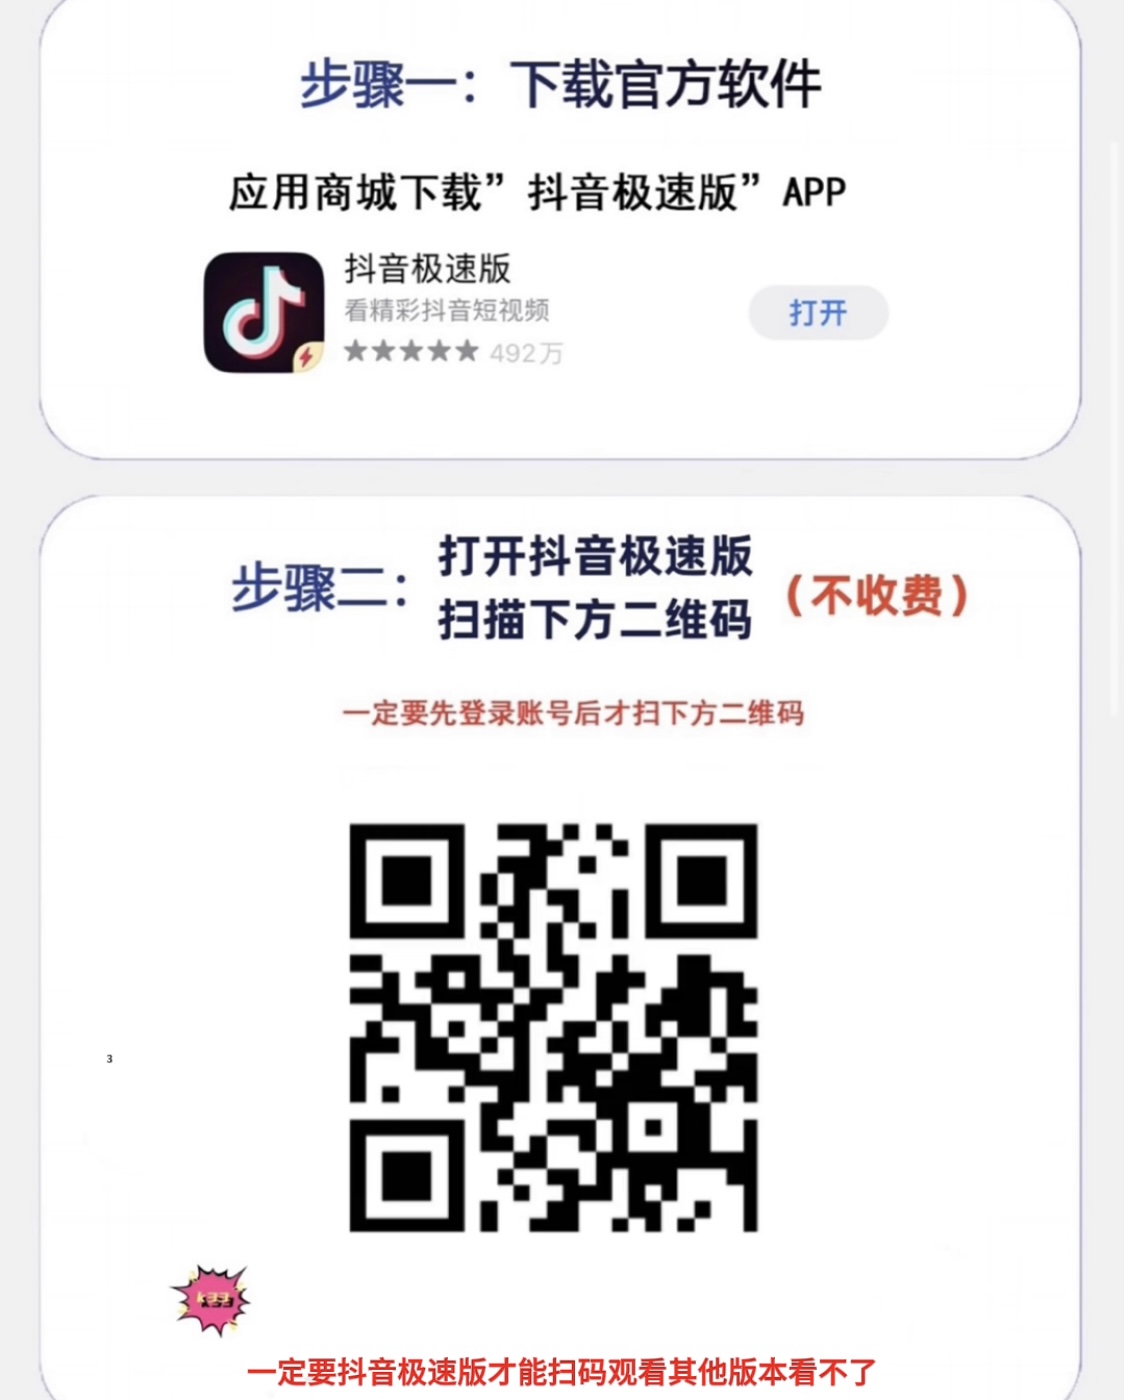 步骤一：下载官方软件
应用商城下载”抖音极速版”APP
抖音极速版
看精彩抖音短视频
打开
★★★★★ 492万
步骤二：
打开抖音极速版
扫描下方二维码
（不收费）
一定要先登录账号后才扫下方二维码
3
k33
k33
一定要抖音极速版才能扫码观看其他版本看不了